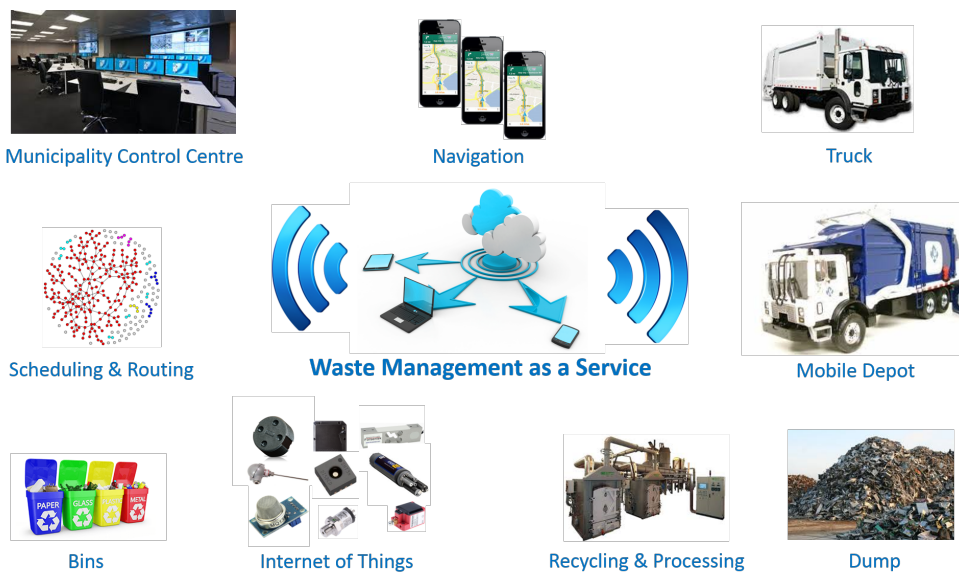 Municipality Control Centre
Navigation
Truck
Scheduling & Routing
Waste Management as a Service
Mobile Depot
PAPER
GLASS
METAL
Bins
Internet of Things
Recycling & Processing
Dump